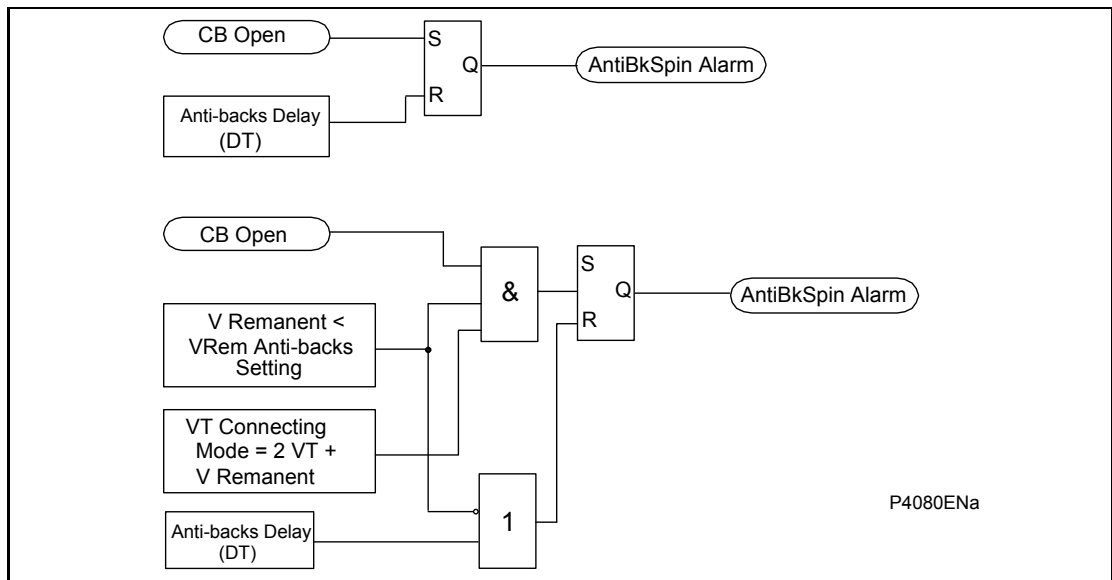 CB Open
S
Q
R
AntiBkSpin Alarm
Anti-backs Delay
(DT)
CB Open
&
S
Q
R
AntiBkSpin Alarm
V Remanent <
VRem Anti-backs
Setting
VT Connecting
Mode = 2 VT +
V Remanent
1
P4080ENa
Anti-backs Delay
(DT)